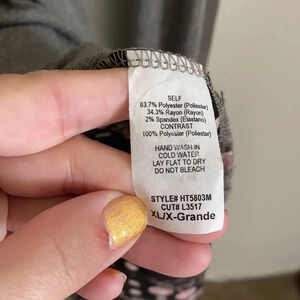 SELF
63.7% Polyester (Poliester)
34.3% Rayon (Rayon)
2% Spandex (Elastano)
CONTRAST
100% Polyester (Poliester)
HAND WASH IN
COLD WATER
LAY FLAT TO DRY
DO NOT BLEACH
STYLE# HT5803M
CUT# L3517
XL/X-Grande